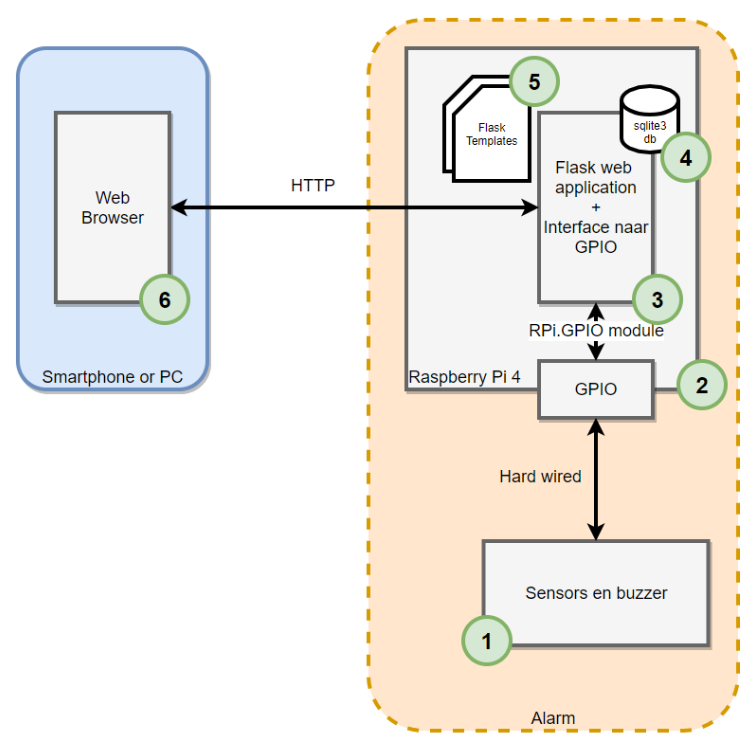 5
Flask
Templates
sqlite3
db
4
Flask web
application
+
Interface naar
GPIO
3
HTTP
Web
Browser
6
Smartphone or PC
RPi.GPIO module
Raspberry Pi 4
GPIO
2
Hard wired
Sensors en buzzer
1
Alarm